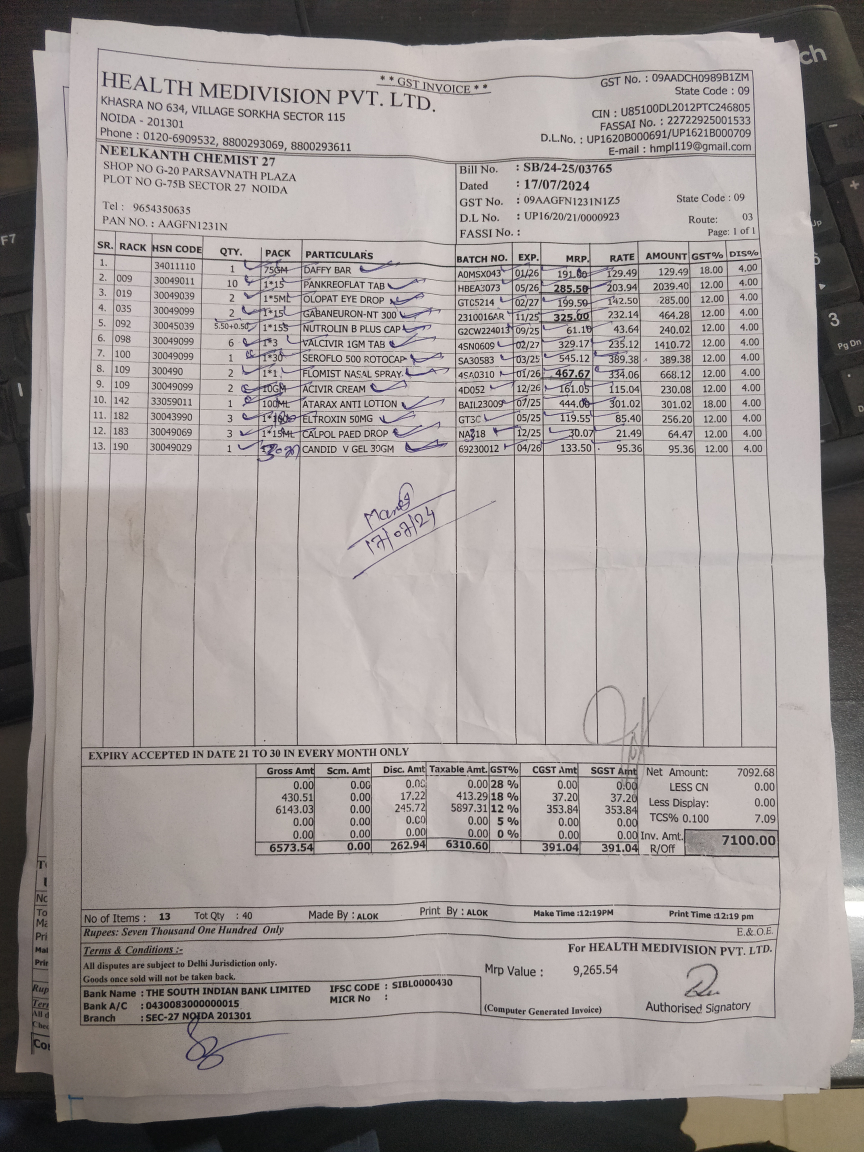 ** GST INVOICE **
HEALTH MEDIVISION PVT. LTD.
KHASRA NO 634, VILLAGE SORKHA SECTOR 115
NOIDA - 201301
Phone : 0120-6909532, 8800293069, 8800293611
GST No. : 09AADCH0989B1ZM
State Code : 09
CIN : U85100DL2012PTC246805
FASSAI No. : 22722925001533
D.L.No. : UP1620B000691/UP1621B000709
E-mail : hmpl119@gmail.com
NEELKANTH CHEMIST 27
SHOP NO G-20 PARSAVNATH PLAZA
PLOT NO G-75B SECTOR 27 NOIDA
Tel : 9654350635
PAN NO. : AAGFN1231N
Bill No. : SB/24-25/03765
Dated : 17/07/2024
GST No. : 09AAGFN1231N1Z5 State Code : 09
D.L No. : UP16/20/21/0000923 Route: 03
FASSI No. : Page: 1 of 1
SR. RACK HSN CODE QTY. PACK PARTICULARS BATCH NO. EXP. MRP. RATE AMOUNT GST% DIS%
1. 34011110 1 75GM DAFFY BAR A0MSX043 01/26 191.00 129.49 129.49 18.00 4.00
2. 009 30049011 10 1*15 PANKREOFLAT TAB HBEA3073 05/26 285.50 203.94 2039.40 12.00 4.00
3. 019 30049039 2 1*5ML OLOPAT EYE DROP GTC5214 02/27 199.50 142.50 285.00 12.00 4.00
4. 035 30049099 2 1*15 GABANEURON-NT 300 2310016AR 11/25 325.00 232.14 464.28 12.00 4.00
5. 092 30045039 5.50+0.50 1*15S NUTROLIN B PLUS CAP G2CW224013 09/25 61.10 43.64 240.02 12.00 4.00
6. 098 30049099 6 1*3 VALCIVIR 1GM TAB 4SN0609 02/27 329.17 235.12 1410.72 12.00 4.00
7. 100 30049099 1 1*30 SEROFLO 500 ROTOCAP SA30583 03/25 545.12 389.38 389.38 12.00 4.00
8. 109 300490 2 1*1 FLOMIST NASAL SPRAY 4SA0310 01/26 467.67 334.06 668.12 12.00 4.00
9. 109 30049099 2 10GM ACIVIR CREAM 4D052 12/26 161.05 115.04 230.08 12.00 4.00
10. 142 33059011 1 100ML ATARAX ANTI LOTION BAIL23009 07/25 444.00 301.02 301.02 18.00 4.00
11. 182 30043990 3 ELTROXIN 50MG 05/25 119.55 85.40 256.20 12.00 4.00
12. 183 30049069 3 1*15ML CALPOL PAED DROP 12/25 30.07 21.49 64.47 12.00 4.00
13. 190 30049029 1 CANDID V GEL 30GM 69230012 04/26 133.50 95.36 95.36 12.00 4.00
17/07/24
EXPIRY ACCEPTED IN DATE 21 TO 30 IN EVERY MONTH ONLY
Gross Amt Scm. Amt Disc. Amt Taxable Amt. GST% CGST Amt SGST Amt
0.00 0.00 0.00 0.00 28 % 0.00 0.00
430.51 0.00 17.22 413.29 18 % 37.20 37.20
6143.03 0.00 245.72 5897.31 12 % 353.84 353.84
0.00 0.00 0.00 0.00 5 % 0.00 0.00
0.00 0.00 0.00 0.00 0 % 0.00 0.00
6573.54 0.00 262.94 6310.60 391.04 391.04
Net Amount: 7092.68
LESS CN 0.00
Less Display: 0.00
TCS% 0.100 7.09
Inv. Amt. R/Off 7100.00
No of Items : 13 Tot Qty : 40 Made By : ALOK Print By : ALOK Make Time :12:19PM Print Time :12:19 pm
Rupees: Seven Thousand One Hundred Only E.& O.E.
Terms & Conditions :-
All disputes are subject to Delhi Jurisdiction only.
Goods once sold will not be taken back.
Bank Name : THE SOUTH INDIAN BANK LIMITED IFSC CODE : SIBL0000430
Bank A/C : 0430083000000015 MICR No :
Branch : SEC-27 NOIDA 201301
For HEALTH MEDIVISION PVT. LTD.
Mrp Value : 9,265.54
(Computer Generated Invoice) Authorised Signatory